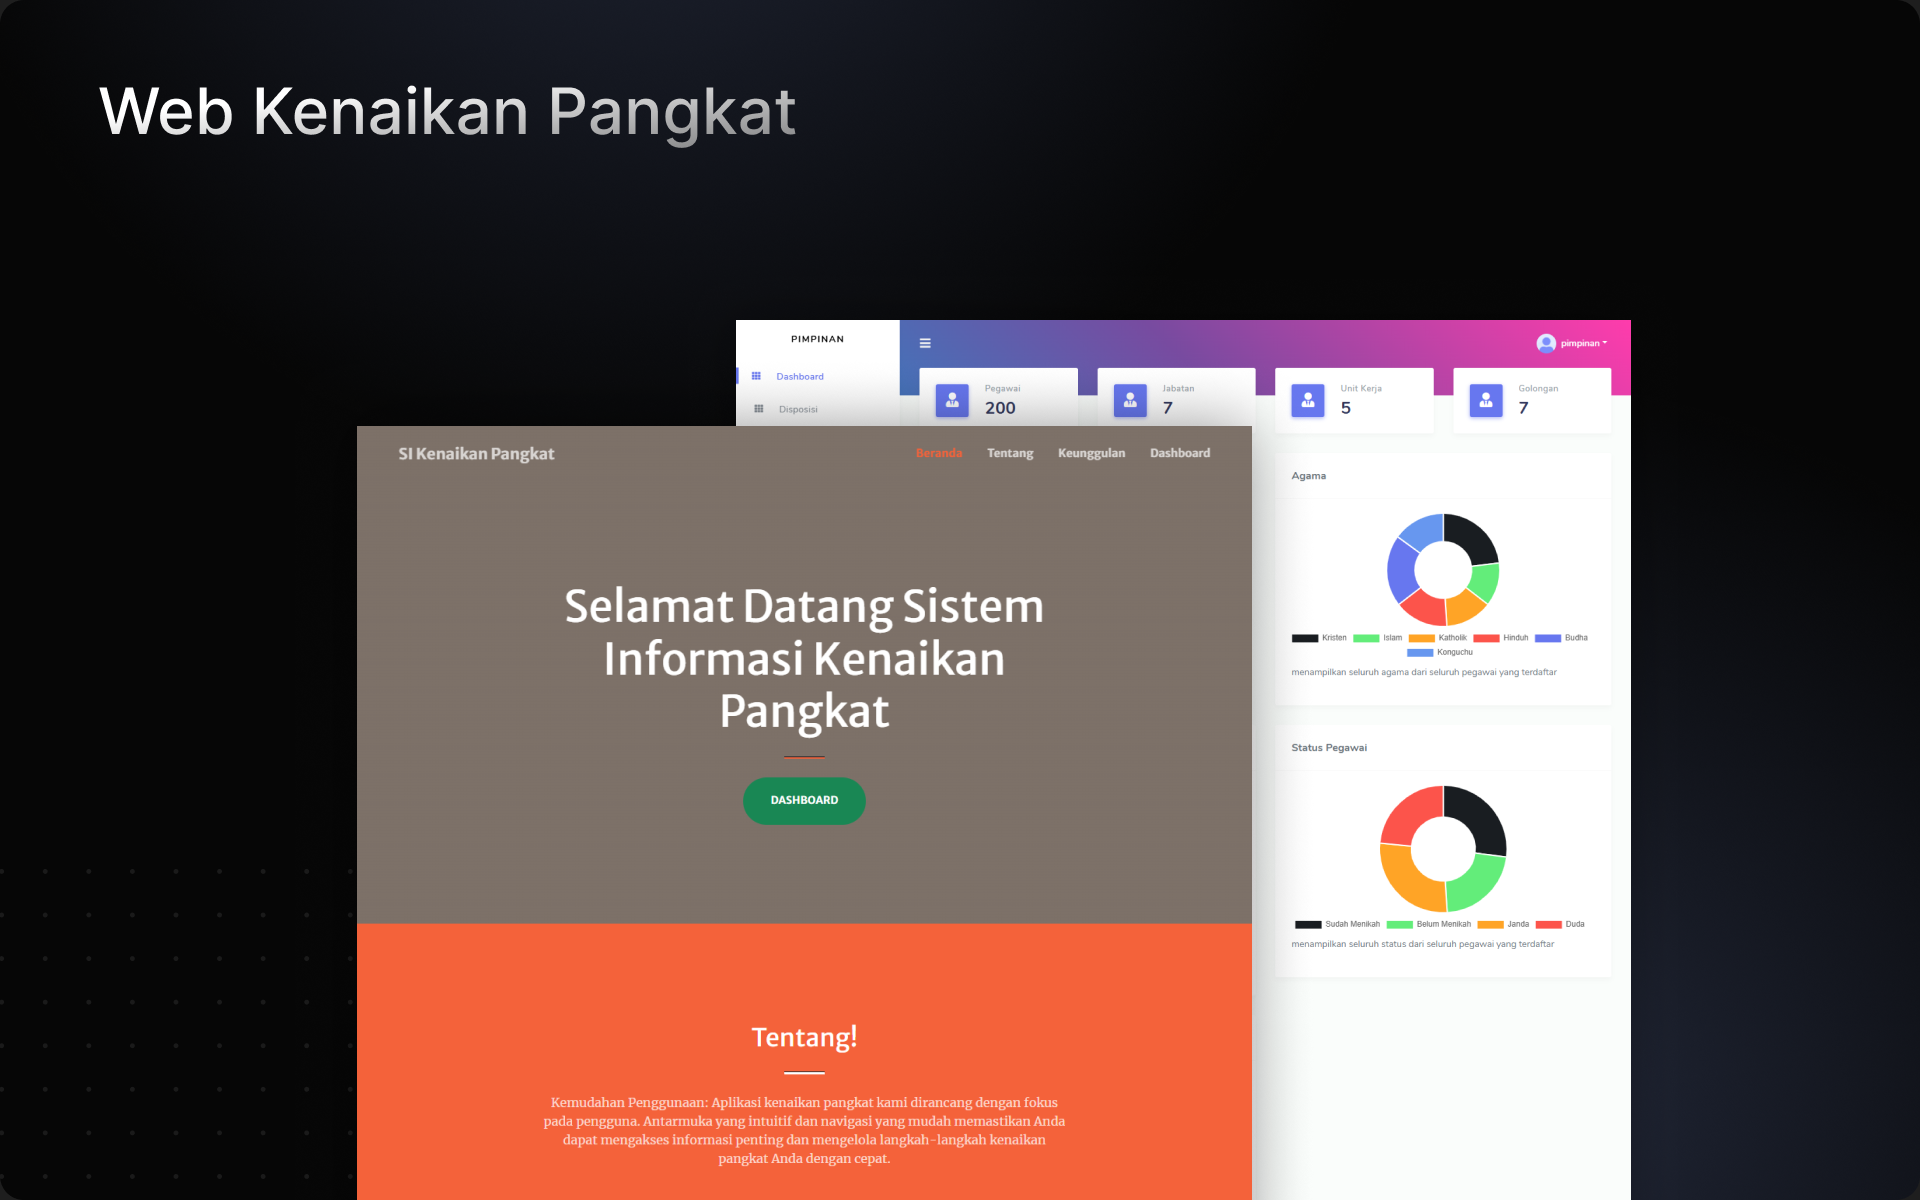 Web Kenaikan Pangkat
PIMPINAN
pimpinan
Dashboard
Disposisi
Pegawai
200
Jabatan
7
Unit Kerja
5
Golongan
7
SI Kenaikan Pangkat
Beranda Tentang Keunggulan Dashboard
Selamat Datang Sistem
Informasi Kenaikan
Pangkat
DASHBOARD
Tentang!
Kemudahan Penggunaan: Aplikasi kenaikan pangkat kami dirancang dengan fokus
pada pengguna. Antarmuka yang intuitif dan navigasi yang mudah memastikan Anda
dapat mengakses informasi penting dan mengelola langkah-langkah kenaikan
pangkat Anda dengan cepat.
Agama
Kristen Islam Katholik Hinduh Budha
Konguchu
menampilkan seluruh agama dari seluruh pegawai yang terdaftar
Status Pegawai
Sudah Menikah Belum Menikah Janda Duda
menampilkan seluruh status dari seluruh pegawai yang terdaftar